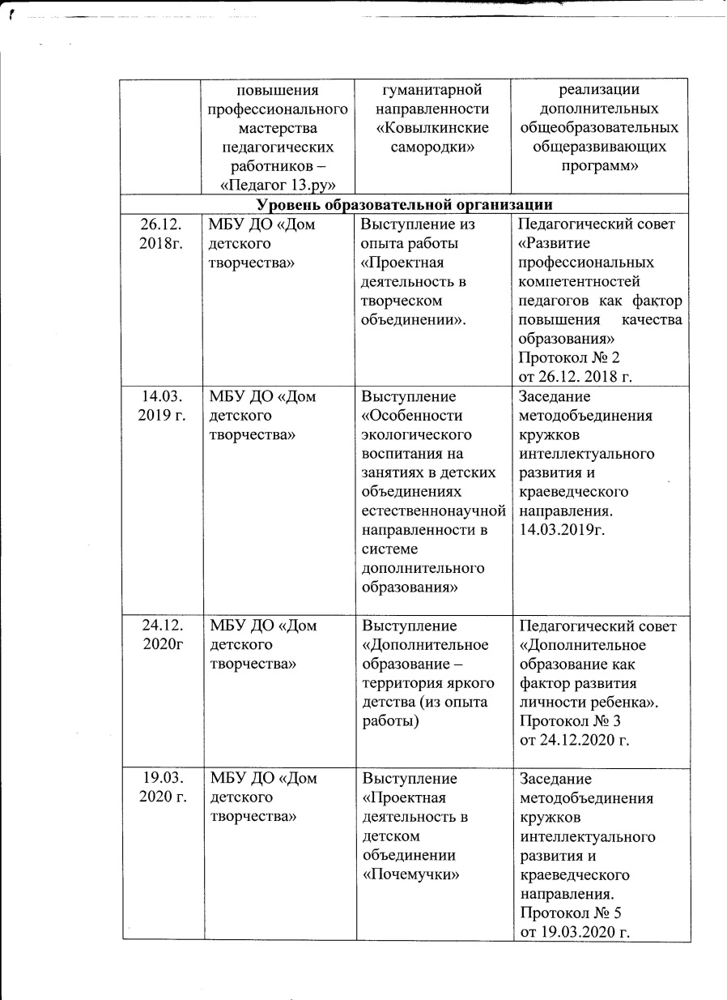 повышения
профессионального
мастерства
педагогических
работников –
«Педагог 13.ру»
гуманитарной
направленности
«Ковылкинские
самородки»
реализации
дополнительных
общеобразовательных
общеразвивающих
программ»
Уровень образовательной организации
26.12.
2018г.
МБУ ДО «Дом
детского
творчества»
Выступление из
опыта работы
«Проектная
деятельность в
творческом
объединении».
Педагогический совет
«Развитие
профессиональных
компетентностей
педагогов как фактор
повышения качества
образования»
Протокол № 2
от 26.12. 2018 г.
14.03.
2019 г.
МБУ ДО «Дом
детского
творчества»
Выступление
«Особенности
экологического
воспитания на
занятиях в детских
объединениях
естественнонаучной
направленности в
системе
дополнительного
образования»
Заседание
методобъединения
кружков
интеллектуального
развития и
краеведческого
направления.
14.03.2019г.
24.12.
2020г
МБУ ДО «Дом
детского
творчества»
Выступление
«Дополнительное
образование –
территория яркого
детства (из опыта
работы)
Педагогический совет
«Дополнительное
образование как
фактор развития
личности ребенка».
Протокол № 3
от 24.12.2020 г.
19.03.
2020 г.
МБУ ДО «Дом
детского
творчества»
Выступление
«Проектная
деятельность в
детском
объединении
«Почемучки»
Заседание
методобъединения
кружков
интеллектуального
развития и
краеведческого
направления.
Протокол № 5
от 19.03.2020 г.